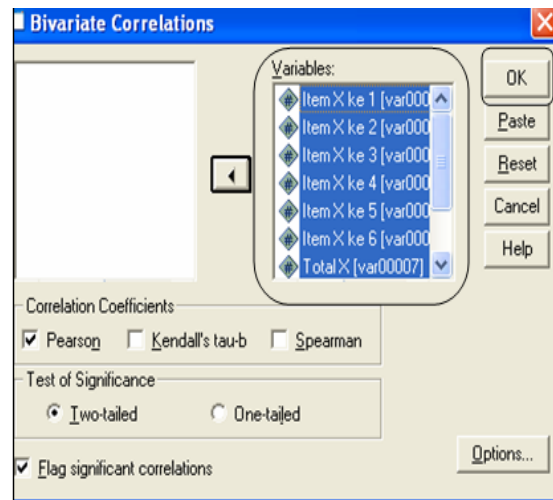 Bivariate Correlations
Variables:
Item X ke 1 [var000
Item X ke 2 [var000
Item X ke 3 [var000
Item X ke 4 [var000
Item X ke 5 [var000
Item X ke 6 [var000
Total X [var00007]
OK
Paste
Reset
Cancel
Help
Correlation Coefficients
Pearson Kendall's tau-b Spearman
Test of Significance
Two-tailed One-tailed
Flag significant correlations
Options...